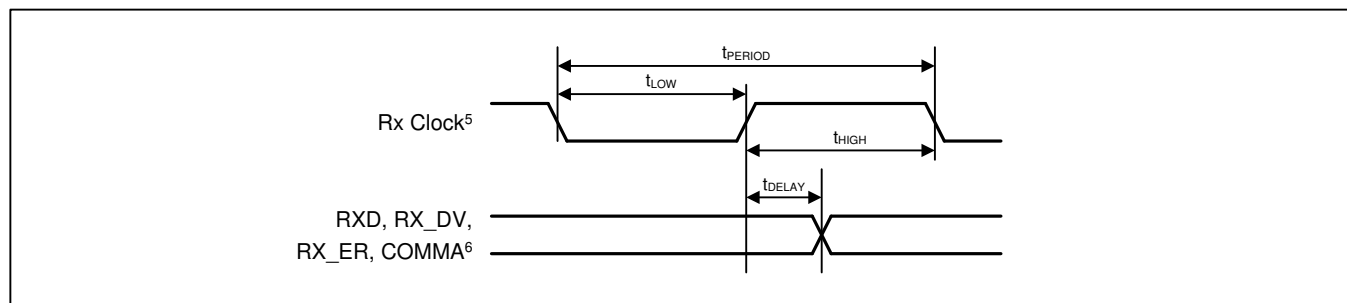 tPERIOD
tLOW
Rx Clock⁵
tHIGH
tDELAY
RXD, RX_DV,
RX_ER, COMMA⁶